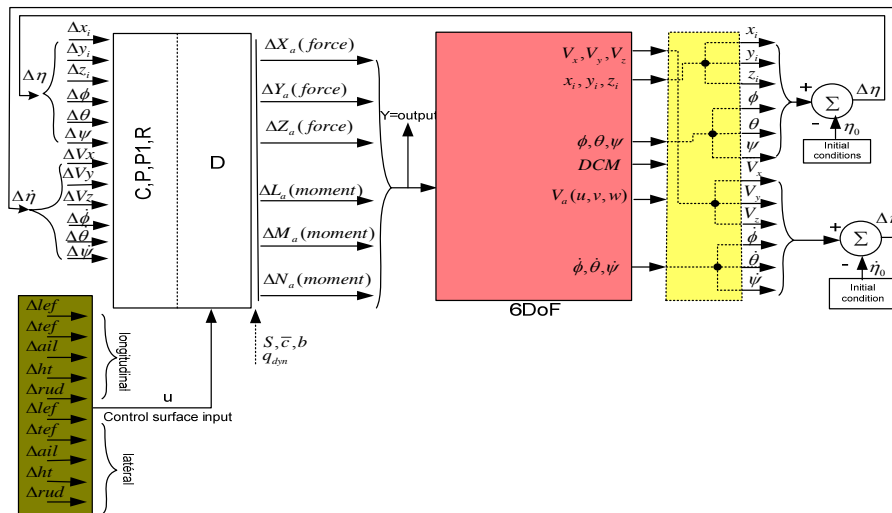 Δx_i
Δy_i
Δz_i
Δϕ
Δθ
Δψ
ΔVx
ΔVy
ΔVz
Δϕ̇
Δθ̇
Δψ̇
Δη
Δη̇
C,P,P1,R
D
ΔX_a(force)
ΔY_a(force)
ΔZ_a(force)
ΔL_a(moment)
ΔM_a(moment)
ΔN_a(moment)
Y=output
S,c̅,b
q_dyn
V_x,V_y,V_z
x_i,y_i,z_i
ϕ,θ,ψ
DCM
V_a(u,v,w)
ϕ̇,θ̇,ψ̇
6DoF
x_i
y_i
z_i
ϕ
θ
ψ
V_x
V_y
V_z
ϕ̇
θ̇
ψ̇
+
Σ
-
Δη
η_0
Initial
conditions
+
Σ
-
η̇_0
Initial
condition
Δlef
Δtef
Δail
Δht
Δrud
Δlef
Δtef
Δail
Δht
Δrud
longitudinal
latéral
u
Control surface input